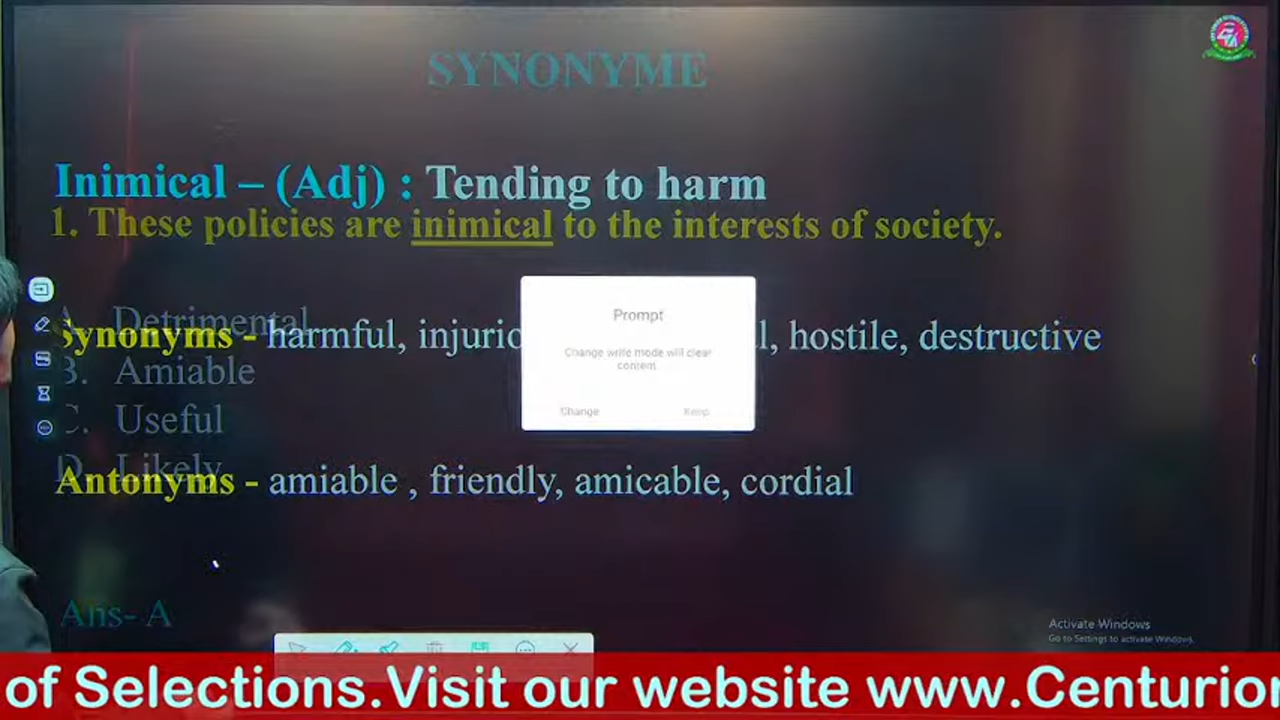 SYNONYME
Inimical – (Adj) : Tending to harm
1. These policies are inimical to the interests of society.
A. Detrimental
Synonyms - harmful, injurio l, hostile, destructive
B. Amiable
C. Useful
D. Likely
Antonyms - amiable , friendly, amicable, cordial
Ans- A
Prompt
Change write mode will clear
content.
Change Keep
Activate Windows
Go to Settings to activate Windows.
of Selections.Visit our website www.Centurion